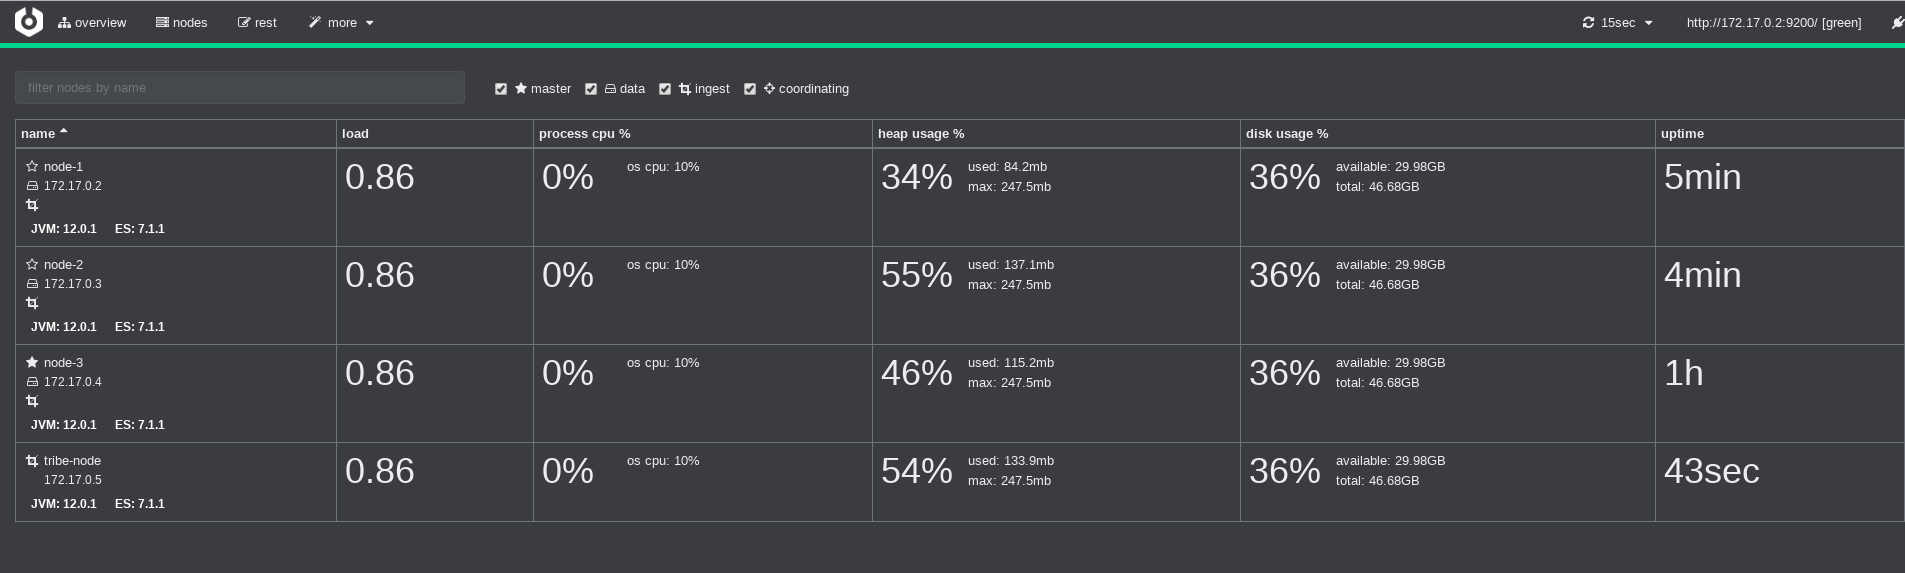 overview nodes rest more 15sec http://172.17.0.2:9200/ [green]
filter nodes by name master data ingest coordinating
name load process cpu % heap usage % disk usage % uptime
node-1 0.86 0% os cpu: 10% 34% used: 84.2mb 36% available: 29.98GB 5min
172.17.0.2 max: 247.5mb total: 46.68GB
JVM: 12.0.1 ES: 7.1.1
node-2 0.86 0% os cpu: 10% 55% used: 137.1mb 36% available: 29.98GB 4min
172.17.0.3 max: 247.5mb total: 46.68GB
JVM: 12.0.1 ES: 7.1.1
node-3 0.86 0% os cpu: 10% 46% used: 115.2mb 36% available: 29.98GB 1h
172.17.0.4 max: 247.5mb total: 46.68GB
JVM: 12.0.1 ES: 7.1.1
tribe-node 0.86 0% os cpu: 10% 54% used: 133.9mb 36% available: 29.98GB 43sec
172.17.0.5 max: 247.5mb total: 46.68GB
JVM: 12.0.1 ES: 7.1.1